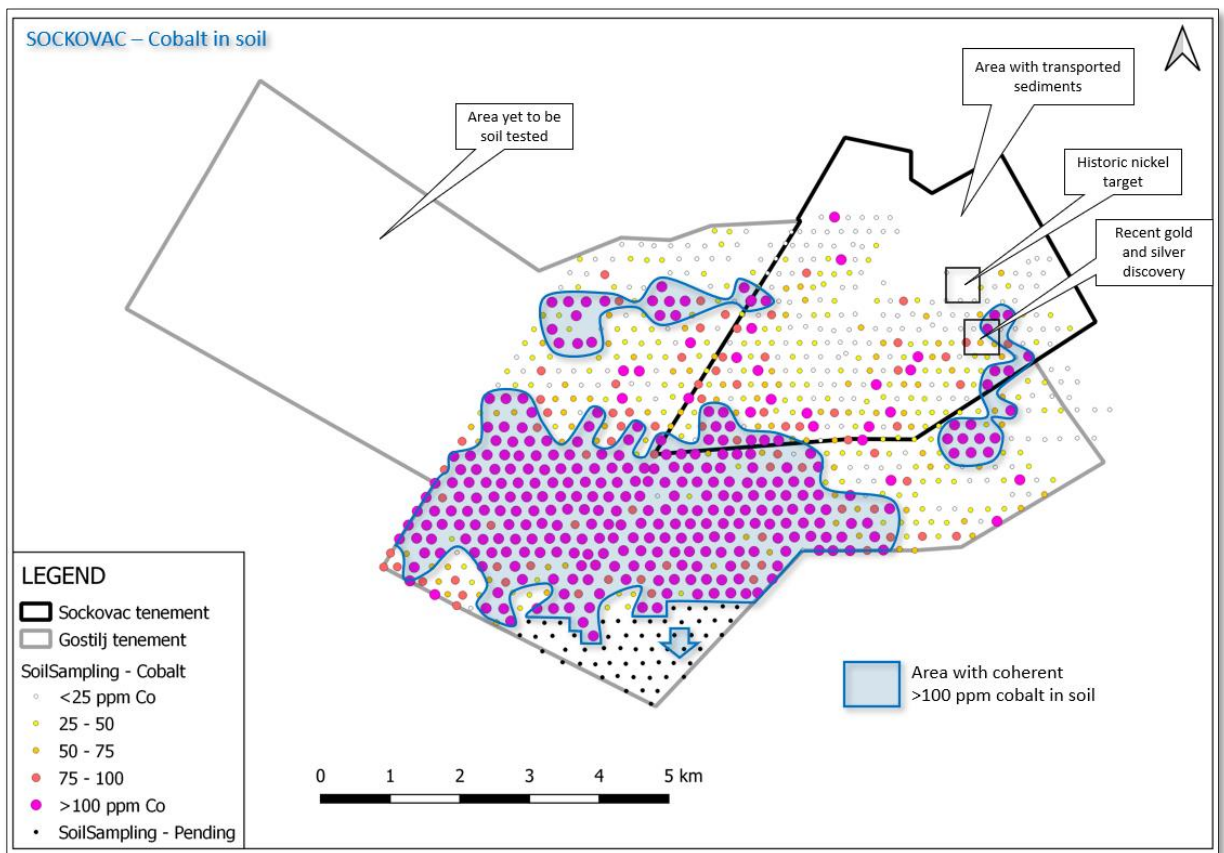 SOCKOVAC – Cobalt in soil
Area with transported
sediments
Area yet to be
soil tested
Historic nickel
target
Recent gold
and silver
discovery
LEGEND
Sockovac tenement
Gostilj tenement
SoilSampling - Cobalt
<25 ppm Co
25 - 50
50 - 75
75 - 100
>100 ppm Co
SoilSampling - Pending
Area with coherent
>100 ppm cobalt in soil
0 1 2 3 4 5 km